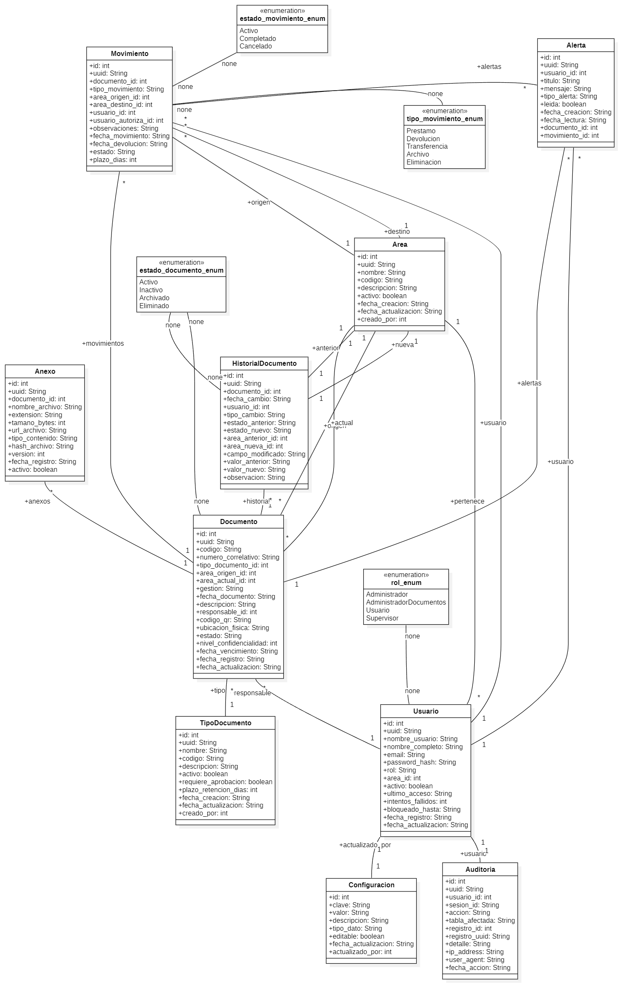 «enumeration»
estado_movimiento_enum
Activo
Completado
Cancelado
Movimiento
+id: int
+uuid: String
+documento_id: int
+tipo_movimiento: String
+area_origen_id: int
+area_destino_id: int
+usuario_id: int
+usuario_autoriza_id: int
+observaciones: String
+fecha_movimiento: String
+fecha_devolucion: String
+estado: String
+plazo_dias: int
Alerta
+id: int
+uuid: String
+usuario_id: int
+titulo: String
+mensaje: String
+tipo_alerta: String
+leida: boolean
+fecha_creacion: String
+fecha_lectura: String
+documento_id: int
+movimiento_id: int
none
none
+alertas
*
none
none
*
*
*
«enumeration»
tipo_movimiento_enum
Prestamo
Devolucion
Transferencia
Archivo
Eliminacion
* *
*
+origen
1
+destino
1
Area
+id: int
+uuid: String
+nombre: String
+codigo: String
+descripcion: String
+activo: boolean
+fecha_creacion: String
+fecha_actualizacion: String
+creado_por: int
«enumeration»
estado_documento_enum
Activo
Inactivo
Archivado
Eliminado
none
none
1
1
1
1
+nueva
1
+anterior
+movimientos
HistorialDocumento
+id: int
+uuid: String
+documento_id: int
+fecha_cambio: String
+usuario_id: int
+tipo_cambio: String
+estado_anterior: String
+estado_nuevo: String
+area_anterior_id: int
+area_nueva_id: int
+campo_modificado: String
+valor_anterior: String
+valor_nuevo: String
+observacion: String
none
1
1
Anexo
+id: int
+uuid: String
+documento_id: int
+nombre_archivo: String
+extension: String
+tamano_bytes: int
+url_archivo: String
+tipo_contenido: String
+hash_archivo: String
+version: int
+fecha_registro: String
+activo: boolean
+alertas
+actual
+origen
+usuario
+usuario
*
+anexos
none
+historial
*
*
1
+pertenece
Documento
+id: int
+uuid: String
+codigo: String
+numero_correlativo: String
+tipo_documento_id: int
+area_origen_id: int
+area_actual_id: int
+gestion: String
+fecha_documento: String
+descripcion: String
+responsable_id: int
+codigo_qr: String
+ubicacion_fisica: String
+estado: String
+nivel_confidencialidad: int
+fecha_vencimiento: String
+fecha_registro: String
+fecha_actualizacion: String
*
1
1
1
«enumeration»
rol_enum
Administrador
AdministradorDocumentos
Usuario
Supervisor
none
none
+tipo
*
1
*
+responsable
1
*
1
1
TipoDocumento
+id: int
+uuid: String
+nombre: String
+codigo: String
+descripcion: String
+activo: boolean
+requiere_aprobacion: boolean
+plazo_retencion_dias: int
+fecha_creacion: String
+fecha_actualizacion: String
+creado_por: int
Usuario
+id: int
+uuid: String
+nombre_usuario: String
+nombre_completo: String
+email: String
+password_hash: String
+rol: String
+area_id: int
+activo: boolean
+ultimo_acceso: String
+intentos_fallidos: int
+bloqueado_hasta: String
+fecha_registro: String
+fecha_actualizacion: String
+actualizado_por
1
1
1
1
+usuario
Configuracion
+id: int
+clave: String
+valor: String
+descripcion: String
+tipo_dato: String
+editable: boolean
+fecha_actualizacion: String
+actualizado_por: int
Auditoria
+id: int
+uuid: String
+usuario_id: int
+sesion_id: String
+accion: String
+tabla_afectada: String
+registro_id: int
+registro_uuid: String
+detalle: String
+ip_address: String
+user_agent: String
+fecha_accion: String